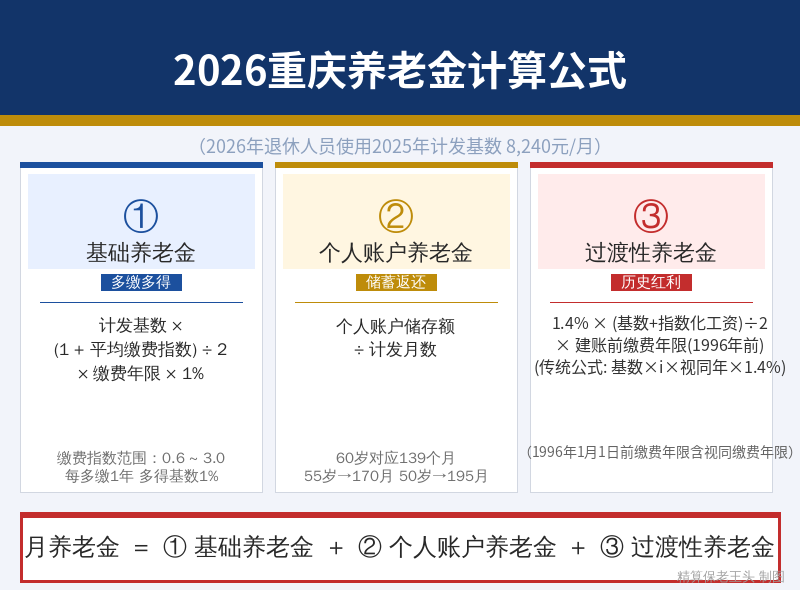 2026重庆养老金计算公式
（2026年退休人员使用2025年计发基数 8,240元/月）
①
基础养老金
多缴多得
计发基数 ×
(1 + 平均缴费指数) ÷ 2
× 缴费年限 × 1%
缴费指数范围：0.6 ~ 3.0
每多缴1年 多得基数1%
②
个人账户养老金
储蓄返还
个人账户储存额
÷ 计发月数
60岁对应139个月
55岁→170月 50岁→195月
③
过渡性养老金
历史红利
1.4% × (基数+指数化工资)÷2
× 建账前缴费年限(1996年前)
(传统公式: 基数×i×视同年×1.4%)
（1996年1月1日前缴费年限含视同缴费年限）
月养老金 = ① 基础养老金 + ② 个人账户养老金 + ③ 过渡性养老金
精算保老王头 制图